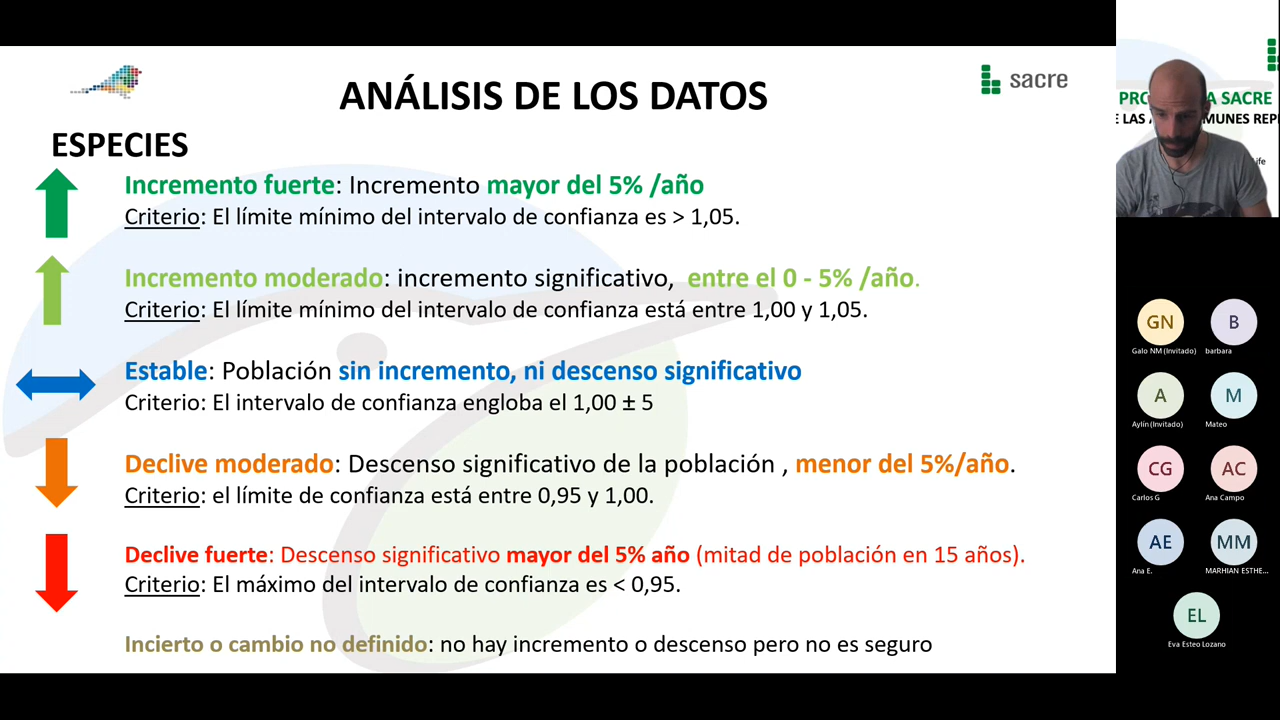 ANÁLISIS DE LOS DATOS
sacre
ESPECIES
Incremento fuerte: Incremento mayor del 5% /año
Criterio: El límite mínimo del intervalo de confianza es > 1,05.
Incremento moderado: incremento significativo, entre el 0 - 5% /año.
Criterio: El límite mínimo del intervalo de confianza está entre 1,00 y 1,05.
Estable: Población sin incremento, ni descenso significativo
Criterio: El intervalo de confianza engloba el 1,00 ± 5
Declive moderado: Descenso significativo de la población , menor del 5%/año.
Criterio: el límite de confianza está entre 0,95 y 1,00.
Declive fuerte: Descenso significativo mayor del 5% año (mitad de población en 15 años).
Criterio: El máximo del intervalo de confianza es < 0,95.
Incierto o cambio no definido: no hay incremento o descenso pero no es seguro
PRO A SACRE
E LAS A MUNES REP
ife
GN
B
Galo NM (Invitado)
barbara
A
M
Aylín (Invitado)
Mateo
CG
AC
Carlos G
Ana Campo
AE
MM
Ana E.
MARHIAN ESTHE...
EL
Eva Esteo Lozano